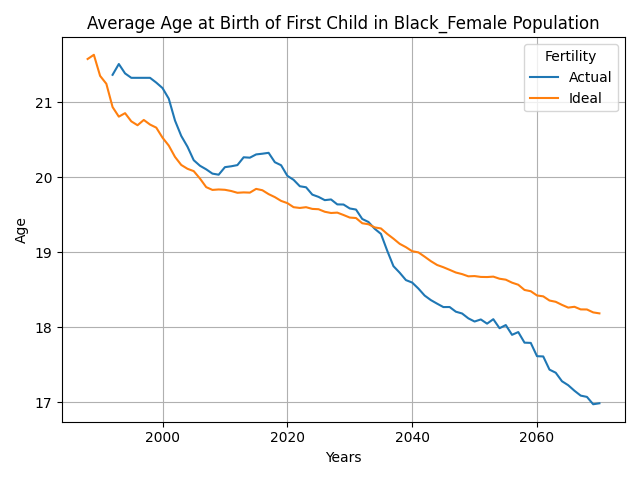 Average Age at Birth of First Child in Black_Female Population
Fertility
Actual
Ideal
Age
21
20
19
18
17
2000 2020 2040 2060
Years